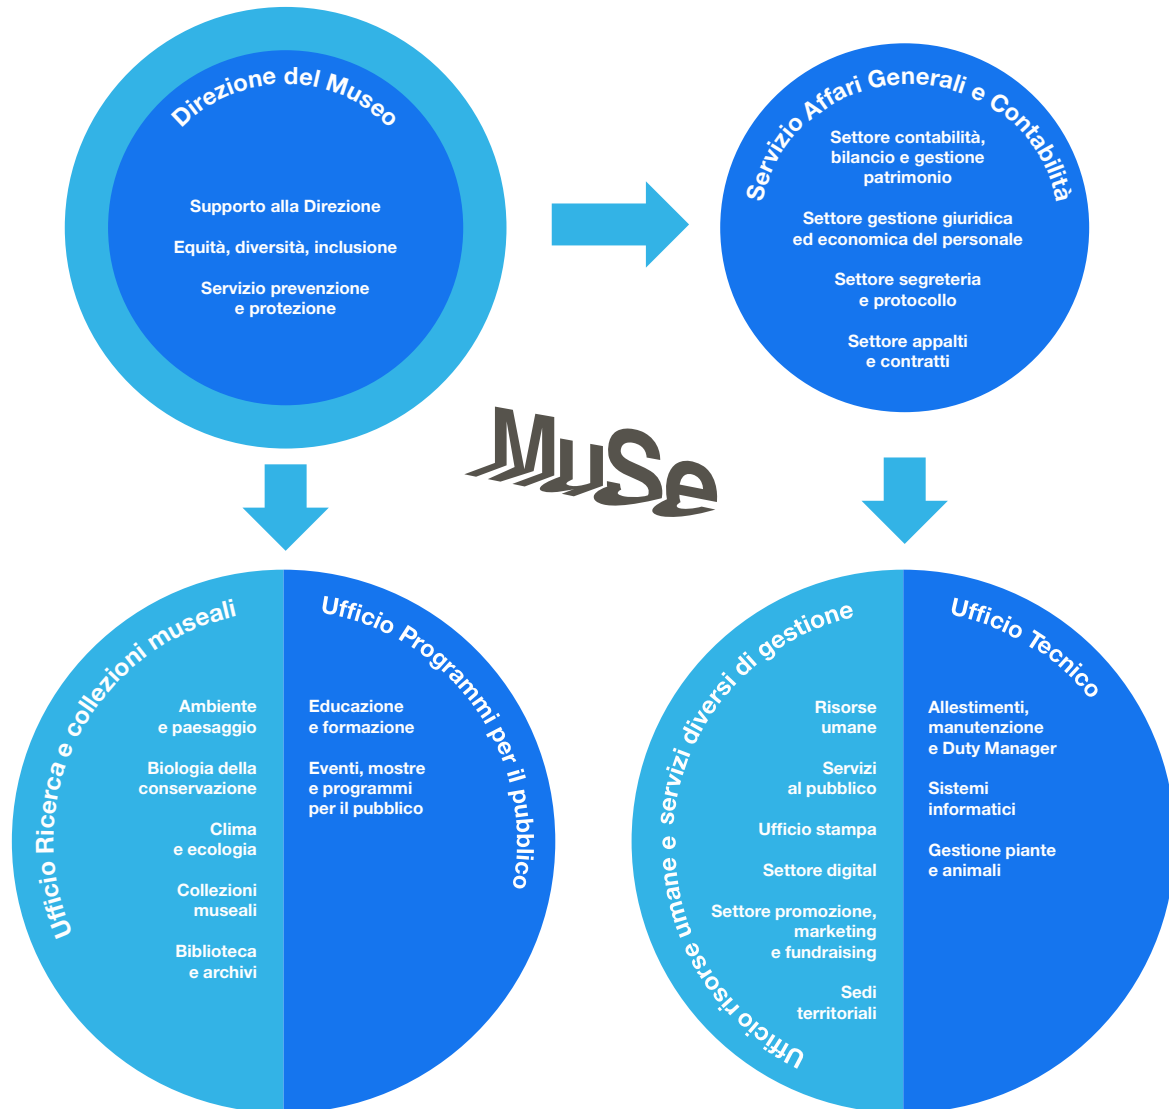 Direzione del Museo
Supporto alla Direzione
Equità, diversità, inclusione
Servizio prevenzione
e protezione
Servizio Affari Generali e Contabilità
Settore contabilità,
bilancio e gestione
patrimonio
Settore gestione giuridica
ed economica del personale
Settore segreteria
e protocollo
Settore appalti
e contratti
MuSe
Ufficio Ricerca e collezioni museali
Ambiente
e paesaggio
Biologia della
conservazione
Clima
e ecologia
Collezioni
museali
Biblioteca
e archivi
Ufficio Programmi per il pubblico
Educazione
e formazione
Eventi, mostre
e programmi
per il pubblico
Ufficio risorse umane e servizi diversi di gestione
Risorse
umane
Servizi
al pubblico
Ufficio stampa
Settore digital
Settore promozione,
marketing
e fundraising
Sedi
territoriali
Ufficio Tecnico
Allestimenti,
manutenzione
e Duty Manager
Sistemi
informatici
Gestione piante
e animali